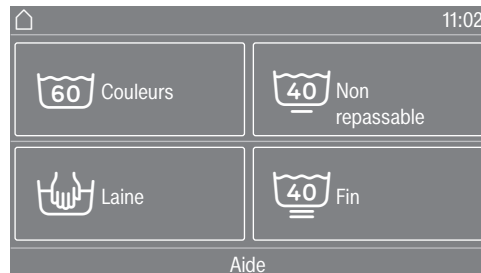 11:02
60 Couleurs
40 Non
repassable
Laine
40 Fin
Aide